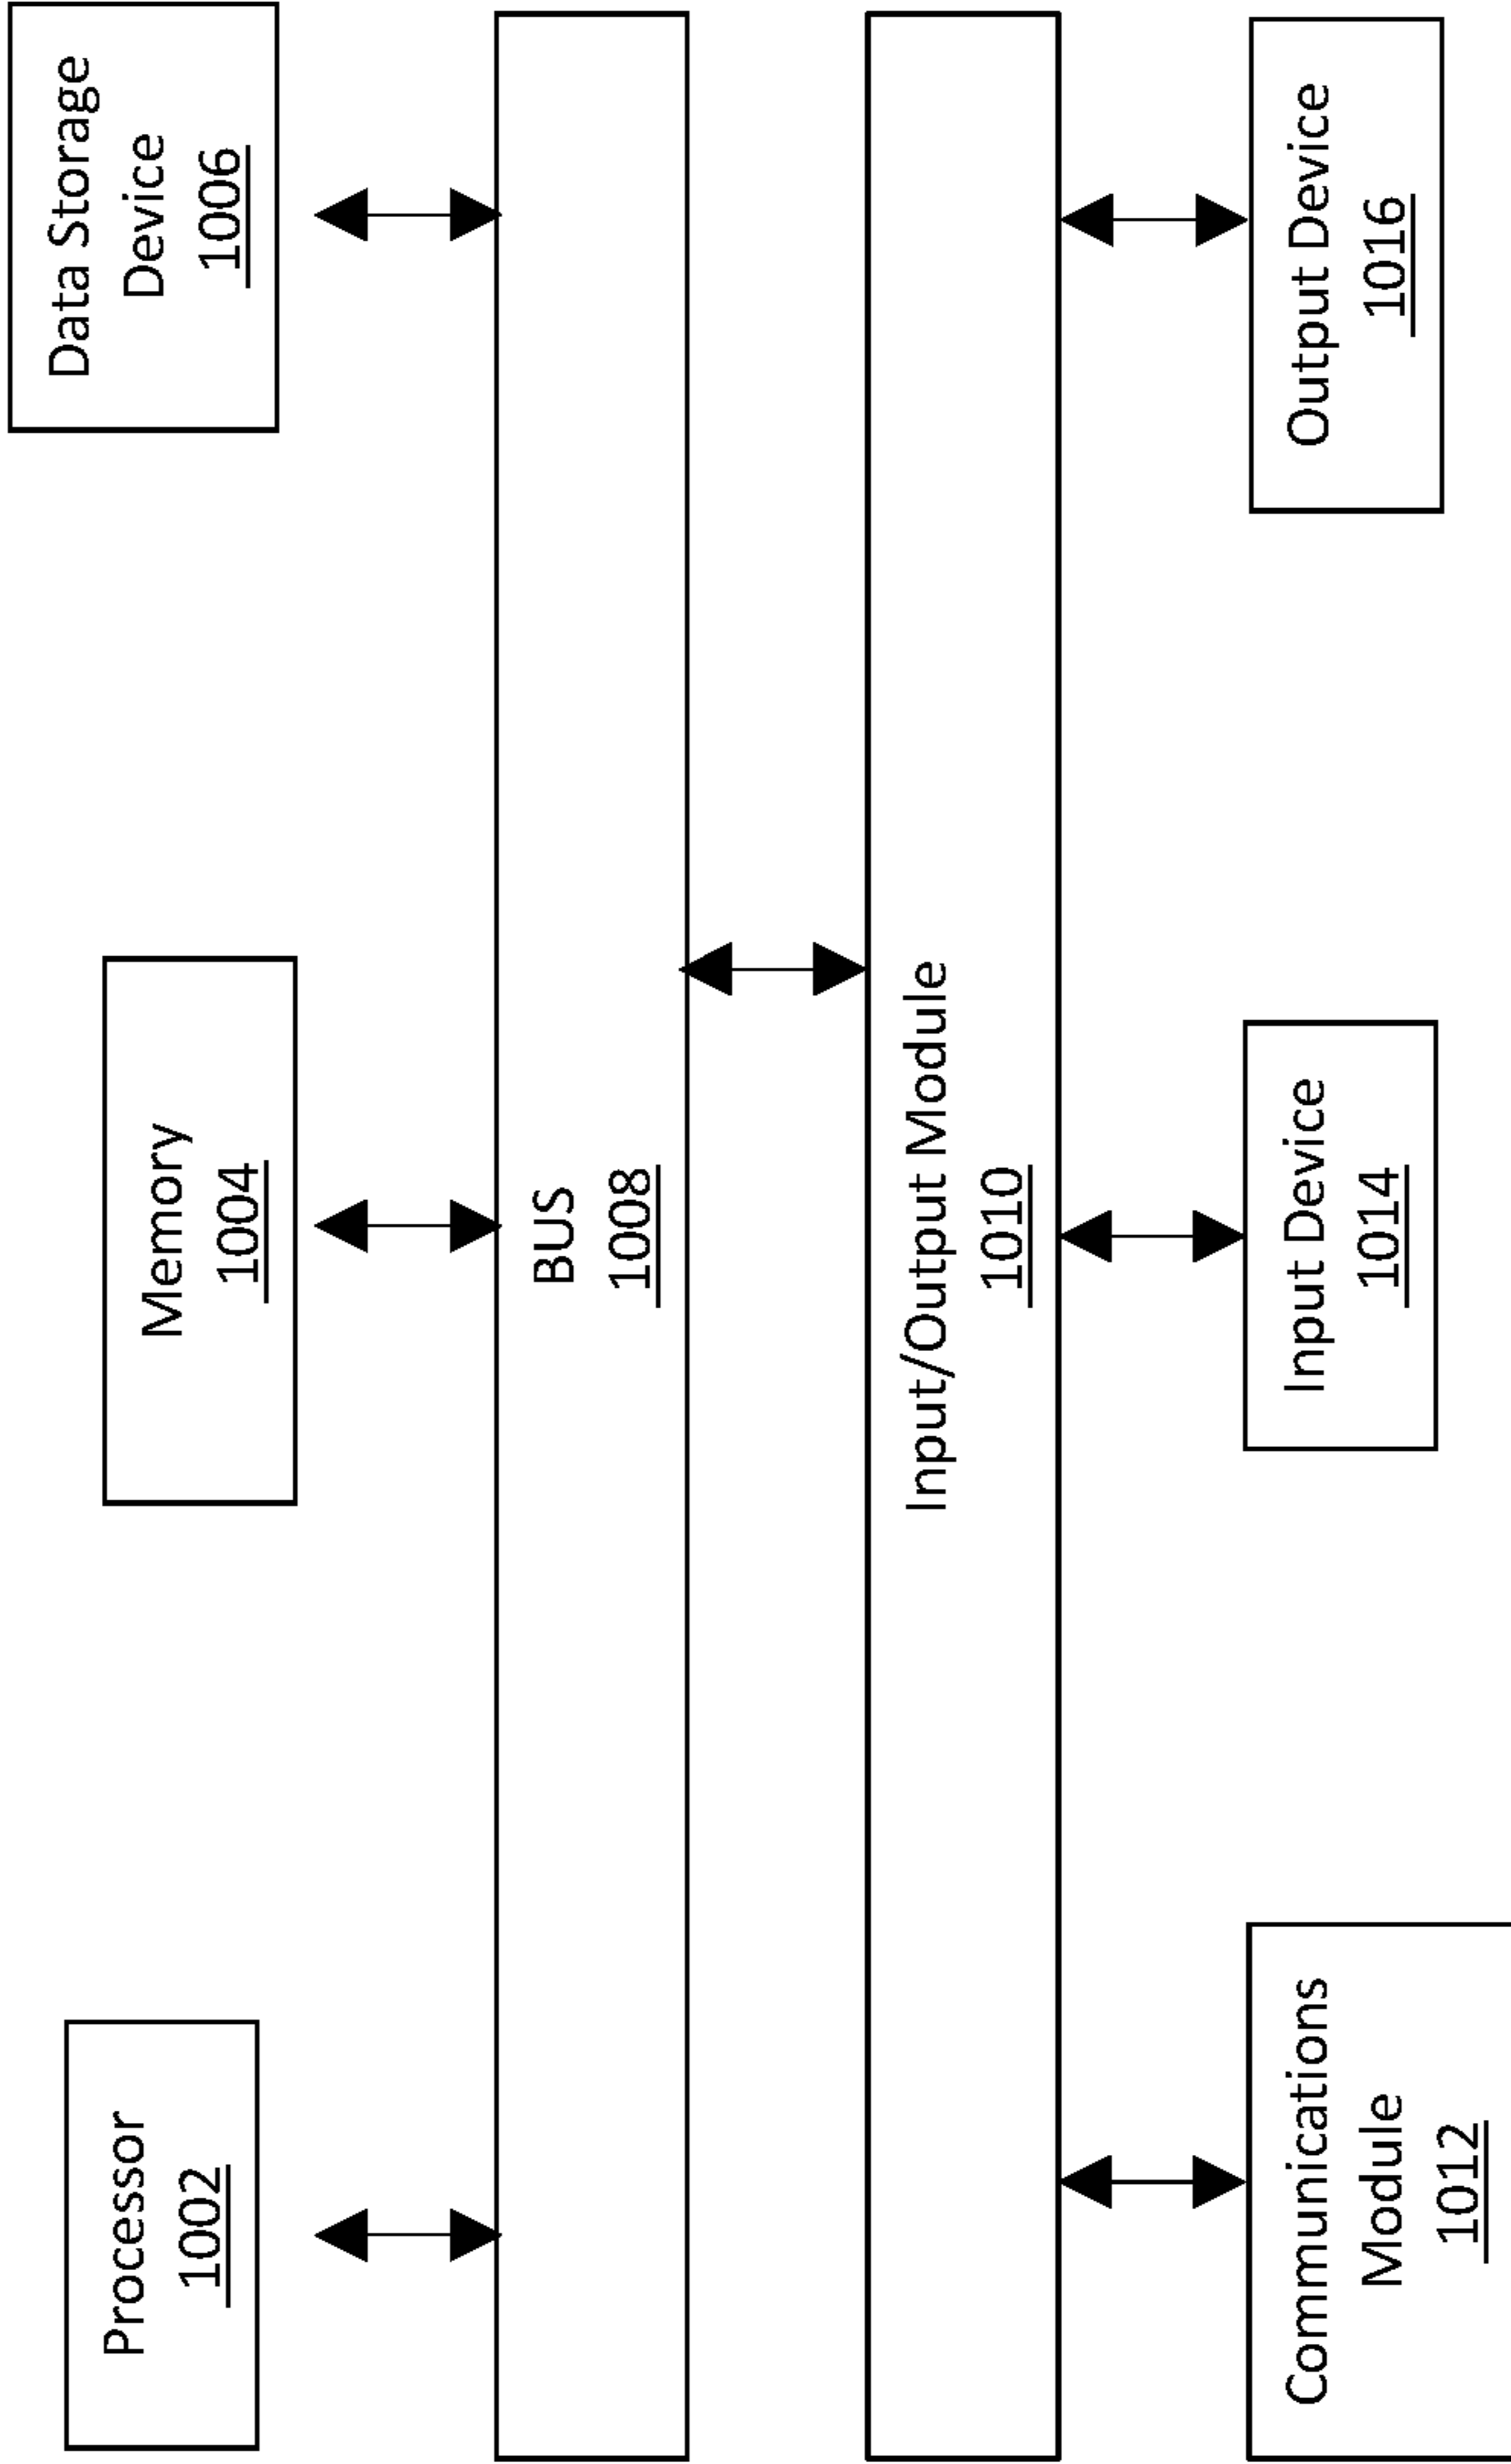 Processor
1002
Memory
1004
Data Storage
Device
1006
BUS
1008
Input/Output Module
1010
Communications
Module
1012
Input Device
1014
Output Device
1016